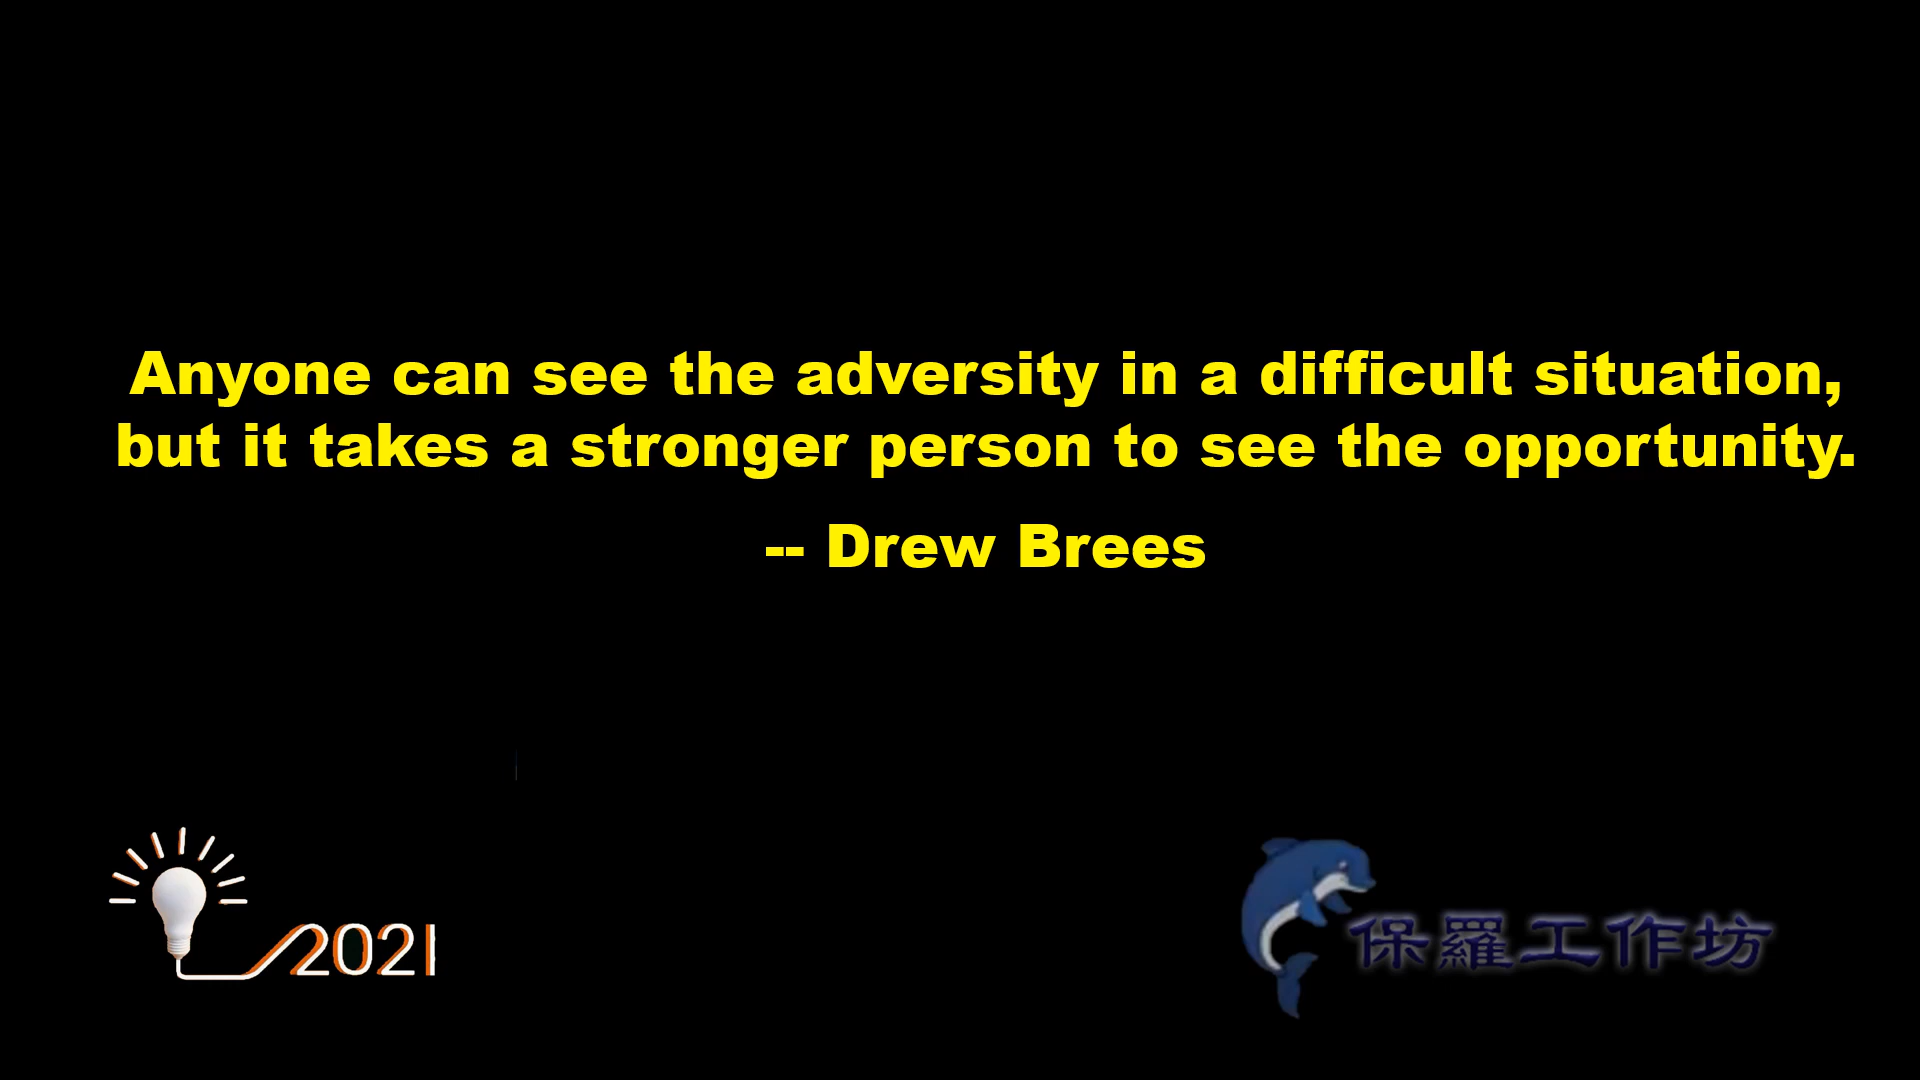 Anyone can see the adversity in a difficult situation,
but it takes a stronger person to see the opportunity.
-- Drew Brees
2021
保羅工作坊